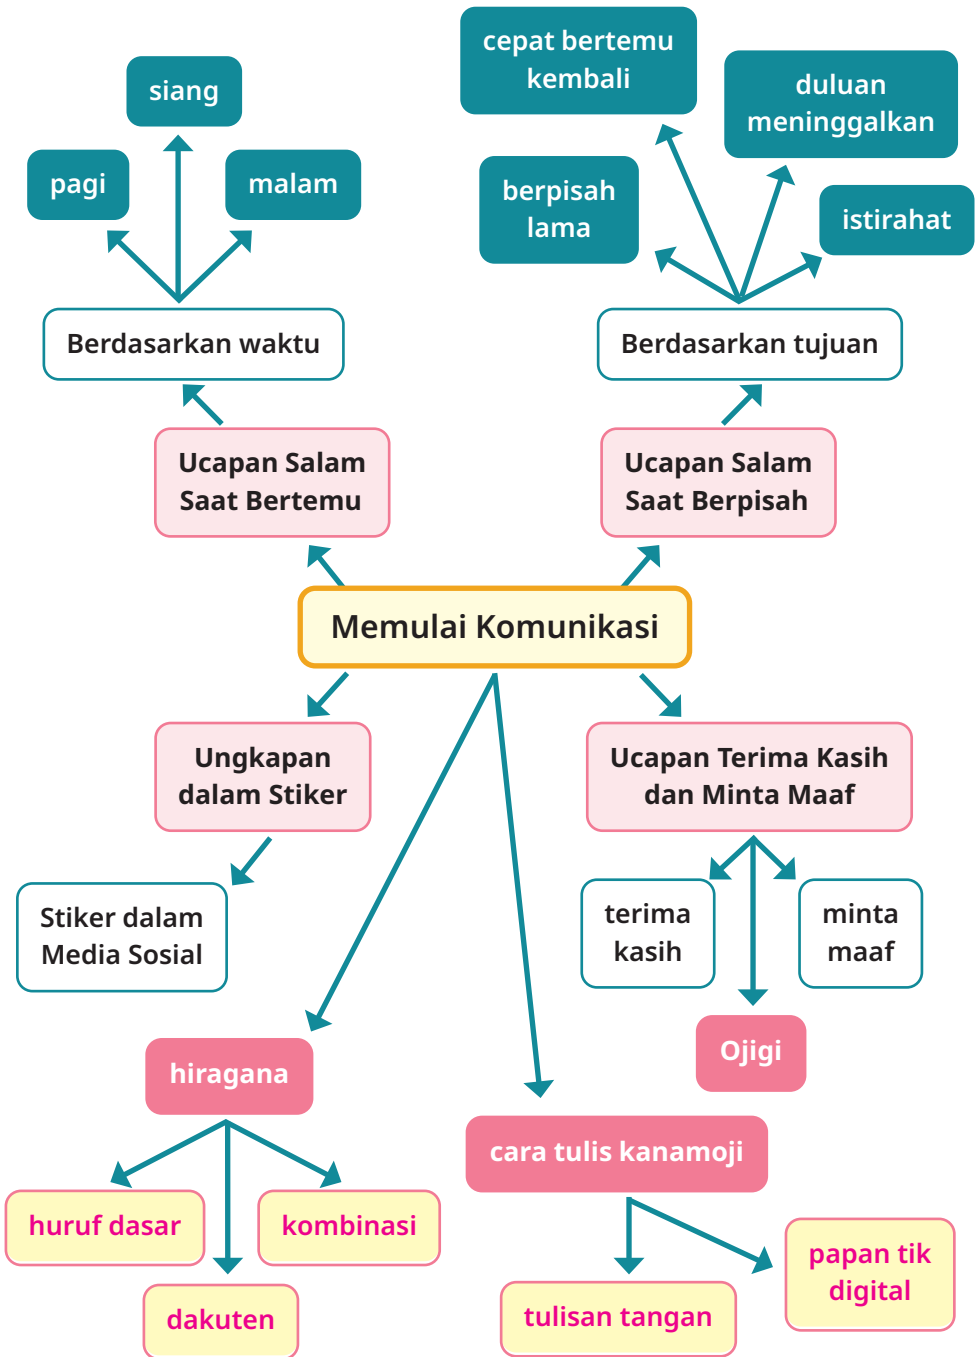 cepat bertemu
kembali
siang
duluan
meninggalkan
pagi
malam
berpisah
lama
istirahat
Berdasarkan waktu
Berdasarkan tujuan
Ucapan Salam
Saat Bertemu
Ucapan Salam
Saat Berpisah
Memulai Komunikasi
Ungkapan
dalam Stiker
Ucapan Terima Kasih
dan Minta Maaf
Stiker dalam
Media Sosial
terima
kasih
minta
maaf
Ojigi
hiragana
cara tulis kanamoji
huruf dasar
kombinasi
dakuten
tulisan tangan
papan tik
digital